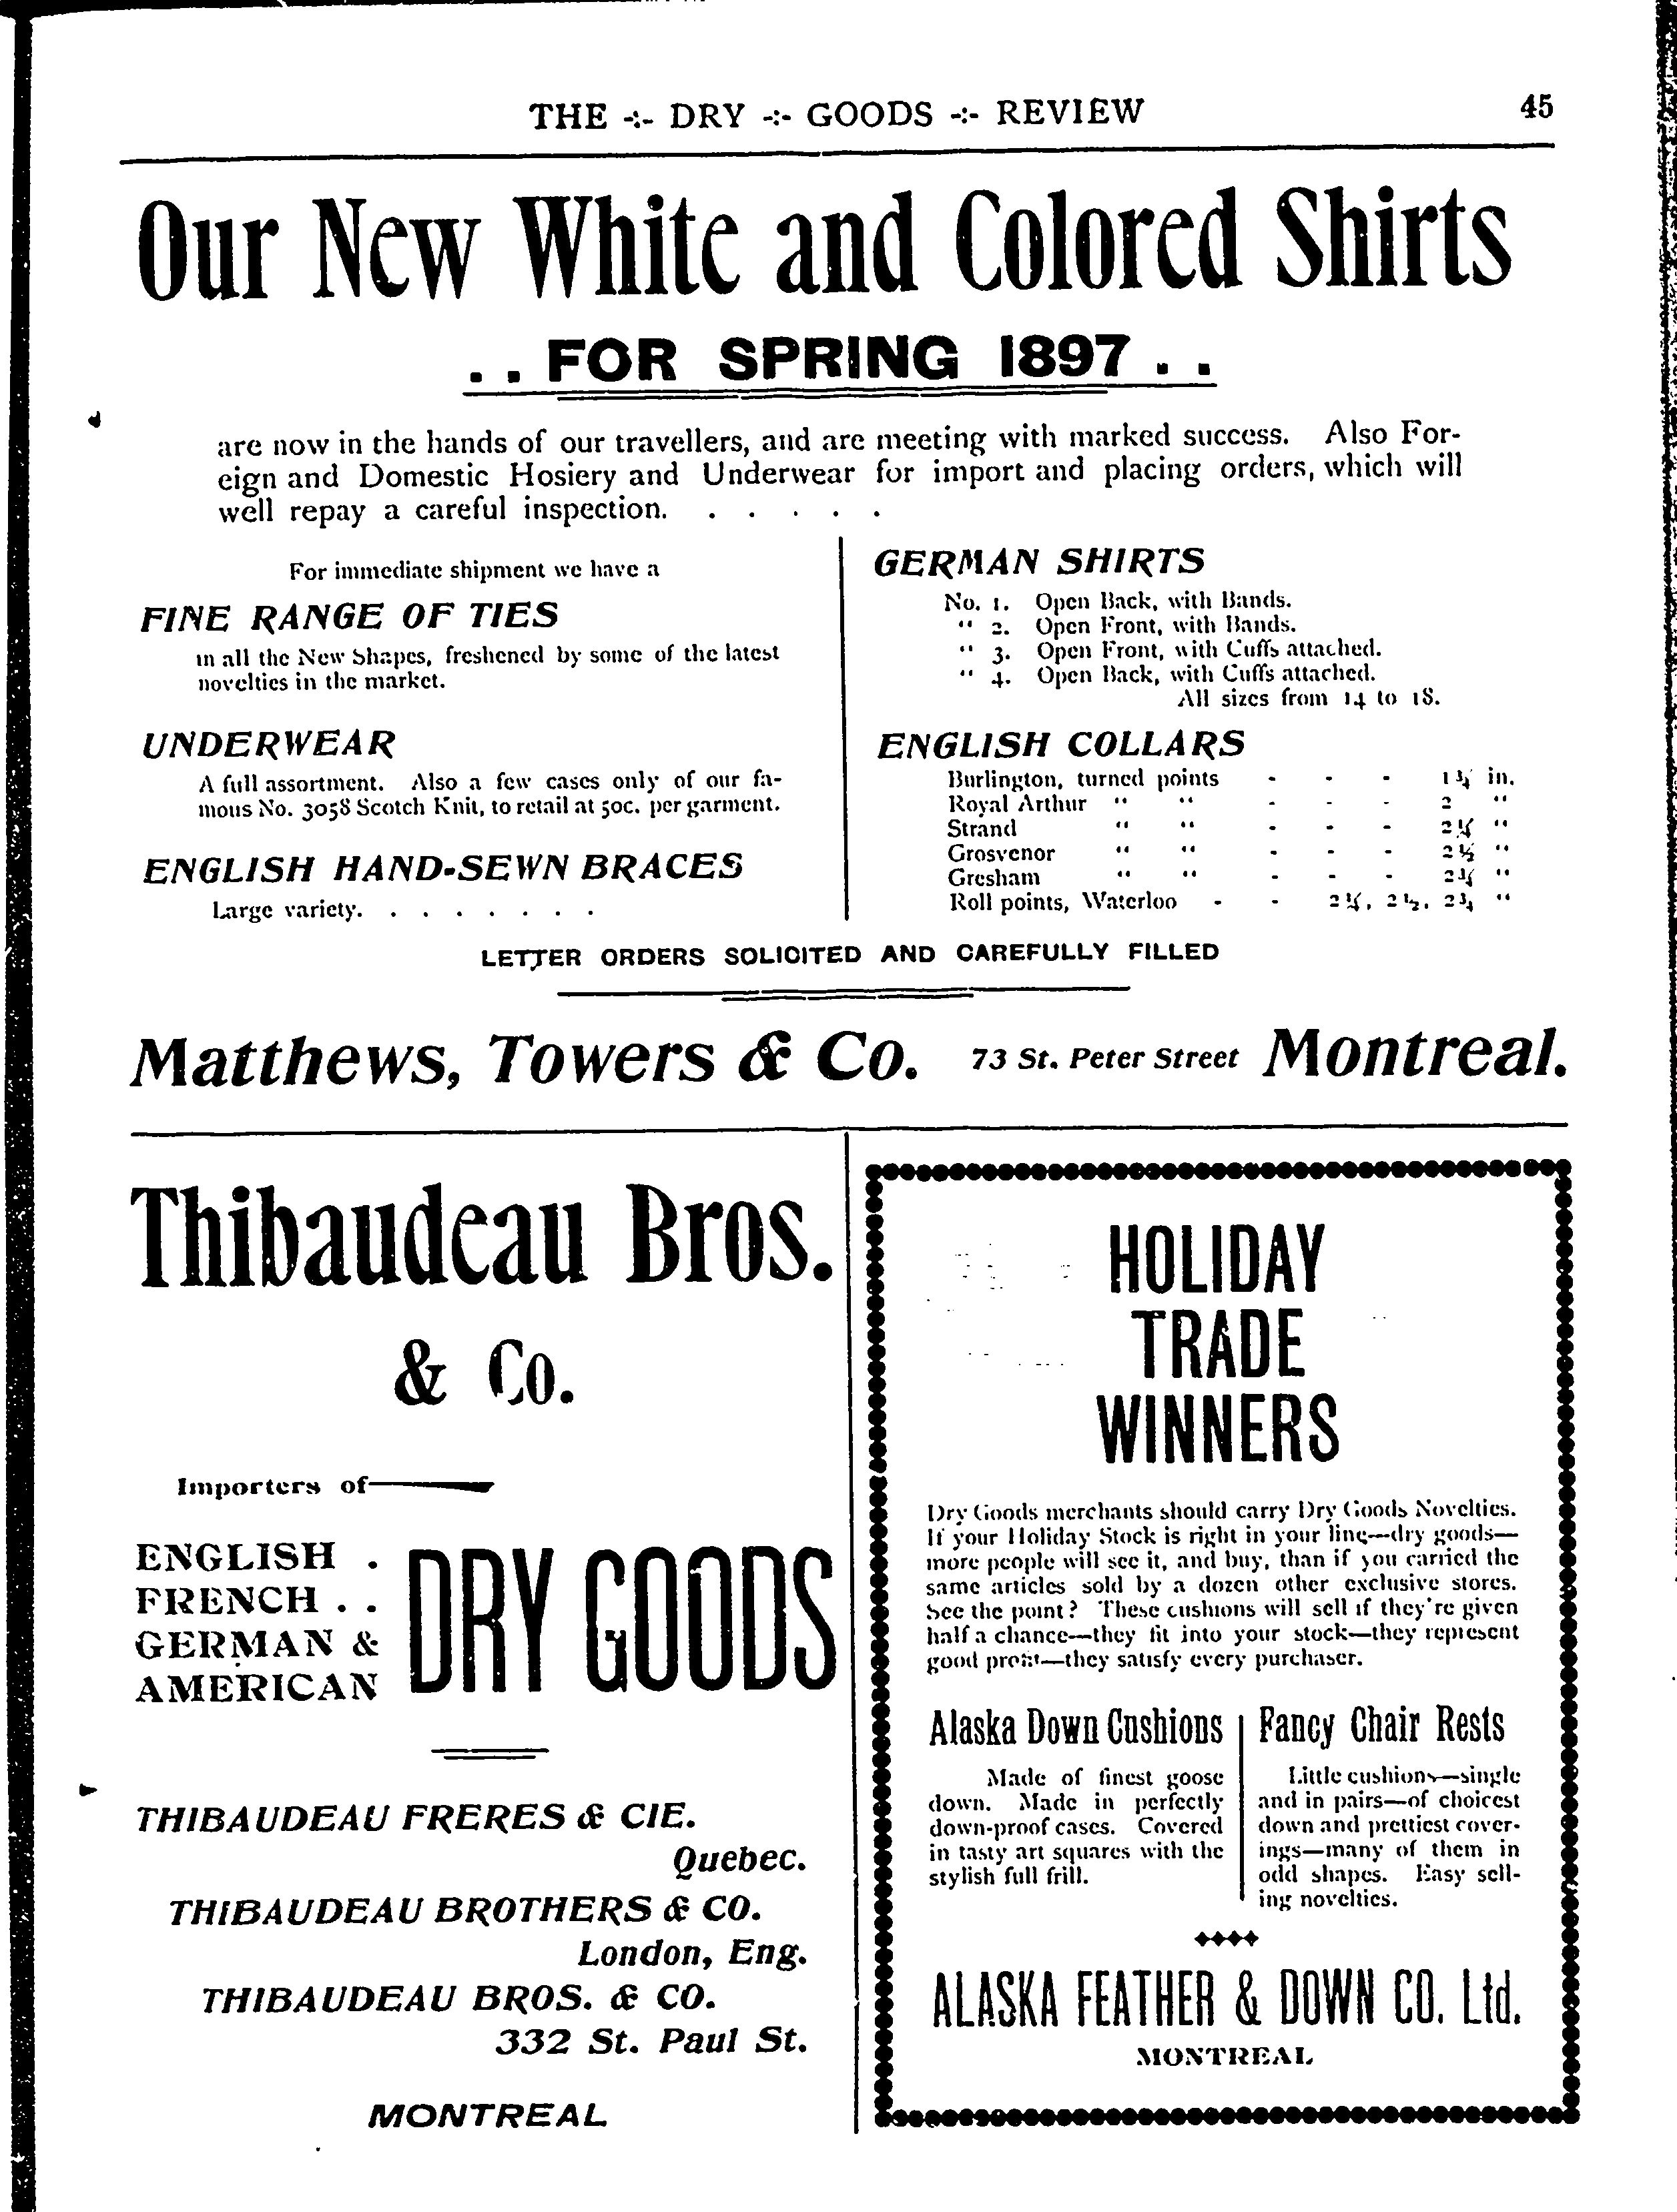 THE -:- DRY -:- GOODS -:- REVIEW 45
Our New White and Colored Shirts
. . FOR SPRING 1897 . .
are now in the hands of our travellers, and are meeting with marked success. Also For-
eign and Domestic Hosiery and Underwear for import and placing orders, which will
well repay a careful inspection. . . . . .
For immediate shipment we have a
FINE RANGE OF TIES
in all the New Shapes, freshened by some of the latest
novelties in the market.
UNDERWEAR
A full assortment. Also a few cases only of our fa-
mous No. 3058 Scotch Knit, to retail at 50c. per garment.
ENGLISH HAND-SEWN BRACES
Large variety. . . . . . . .
GERMAN SHIRTS
No. 1. Open Back, with Bands.
" 2. Open Front, with Bands.
" 3. Open Front, with Cuffs attached.
" 4. Open Back, with Cuffs attached.
All sizes from 14 to 18.
ENGLISH COLLARS
Burlington, turned points - - - 1¾ in.
Royal Arthur " " - - - 2 "
Strand " " - - - 2¼ "
Grosvenor " " - - - 2½ "
Gresham " " - - - 2¾ "
Roll points, Waterloo - - 2¼, 2½, 2¾ "
LETTER ORDERS SOLICITED AND CAREFULLY FILLED
Matthews, Towers & Co. 73 St. Peter Street Montreal.
Thibaudeau Bros.
& Co.
Importers of
ENGLISH .
FRENCH . .
GERMAN &
AMERICAN
DRY GOODS
THIBAUDEAU FRERES & CIE.
Quebec.
THIBAUDEAU BROTHERS & CO.
London, Eng.
THIBAUDEAU BROS. & CO.
332 St. Paul St.
MONTREAL
HOLIDAY
TRADE
WINNERS
Dry Goods merchants should carry Dry Goods Novelties.
If your Holiday Stock is right in your line—dry goods—
more people will see it, and buy, than if you carried the
same articles sold by a dozen other exclusive stores.
See the point? These cushions will sell if they're given
half a chance—they fit into your stock—they represent
good profit—they satisfy every purchaser.
Alaska Down Cushions
Made of finest goose
down. Made in perfectly
down-proof cases. Covered
in tasty art squares with the
stylish full frill.
Fancy Chair Rests
Little cushions—single
and in pairs—of choicest
down and prettiest cover-
ings—many of them in
odd shapes. Easy sell-
ing novelties.
ALASKA FEATHER & DOWN CO. Ltd.
MONTREAL